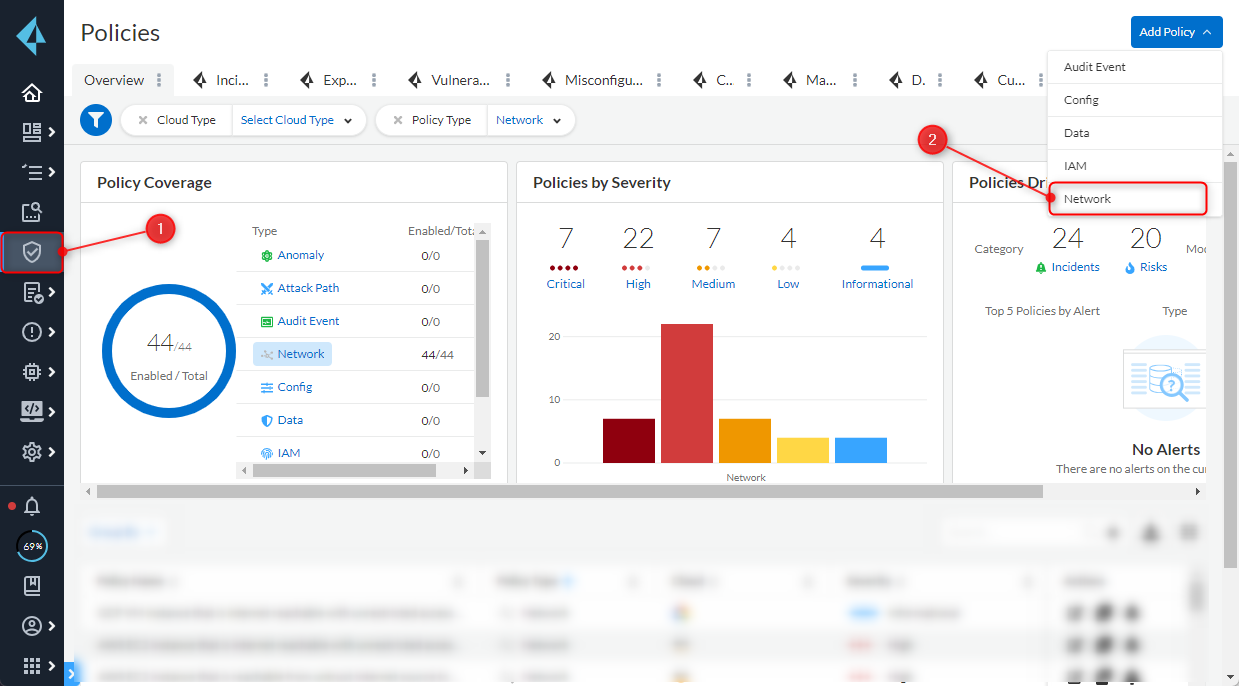 Policies
Add Policy
Audit Event
Config
Data
IAM
Network
Overview
Inci...
Exp...
Vulnera...
Misconfigu...
C...
Ma...
D.
Cu...
Cloud Type
Select Cloud Type
Policy Type
Network
1
2
Policy Coverage
44/44
Enabled / Total
Type Enabled/Tota
Anomaly 0/0
Attack Path 0/0
Audit Event 0/0
Network 44/44
Config 0/0
Data 0/0
IAM 0/0
Policies by Severity
7 22 7 4 4
Critical High Medium Low Informational
20
10
0
Network
Policies Dr
Category
24
Incidents
20
Risks
Top 5 Policies by Alert Type
No Alerts
There are no alerts on the cu
69%